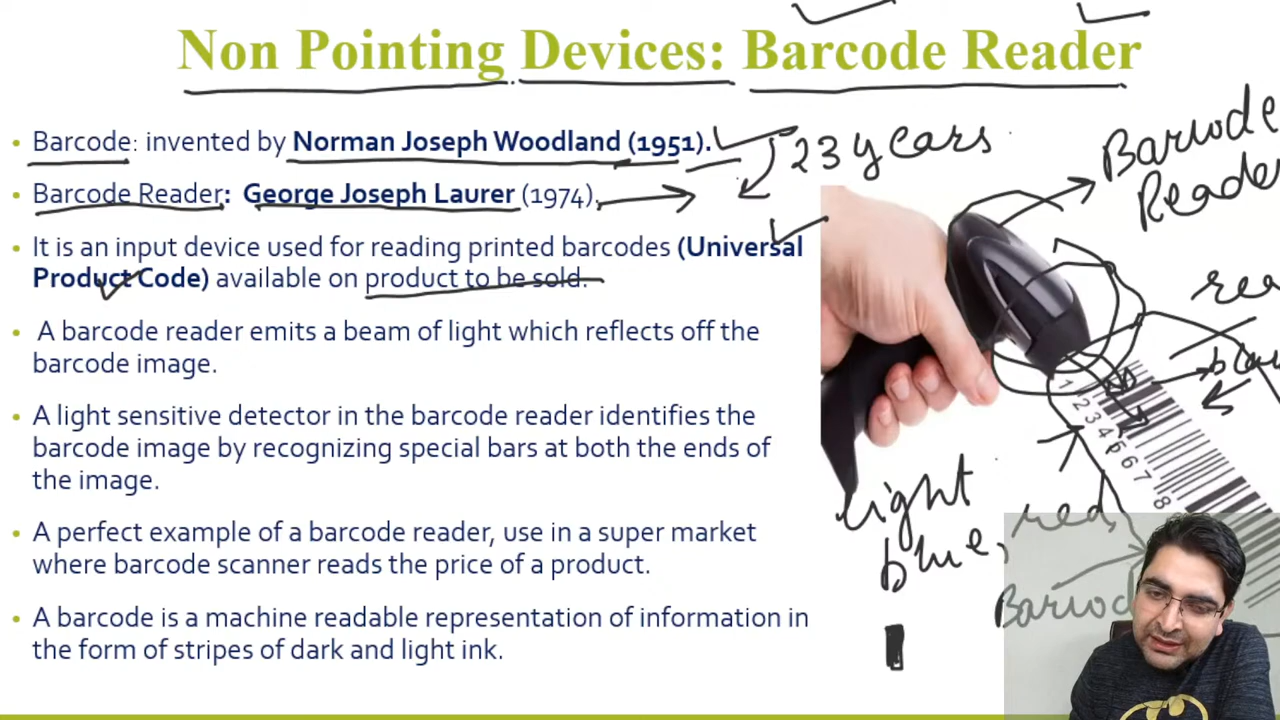 Non Pointing Devices: Barcode Reader
• Barcode: invented by Norman Joseph Woodland (1951).
23 years
Barcode
Reader
• Barcode Reader: George Joseph Laurer (1974).
• It is an input device used for reading printed barcodes (Universal
Product Code) available on product to be sold.
• A barcode reader emits a beam of light which reflects off the
barcode image.
• A light sensitive detector in the barcode reader identifies the
barcode image by recognizing special bars at both the ends of
the image.
12345678
light
blue, red,
• A perfect example of a barcode reader, use in a super market
where barcode scanner reads the price of a product.
• A barcode is a machine readable representation of information in
the form of stripes of dark and light ink.